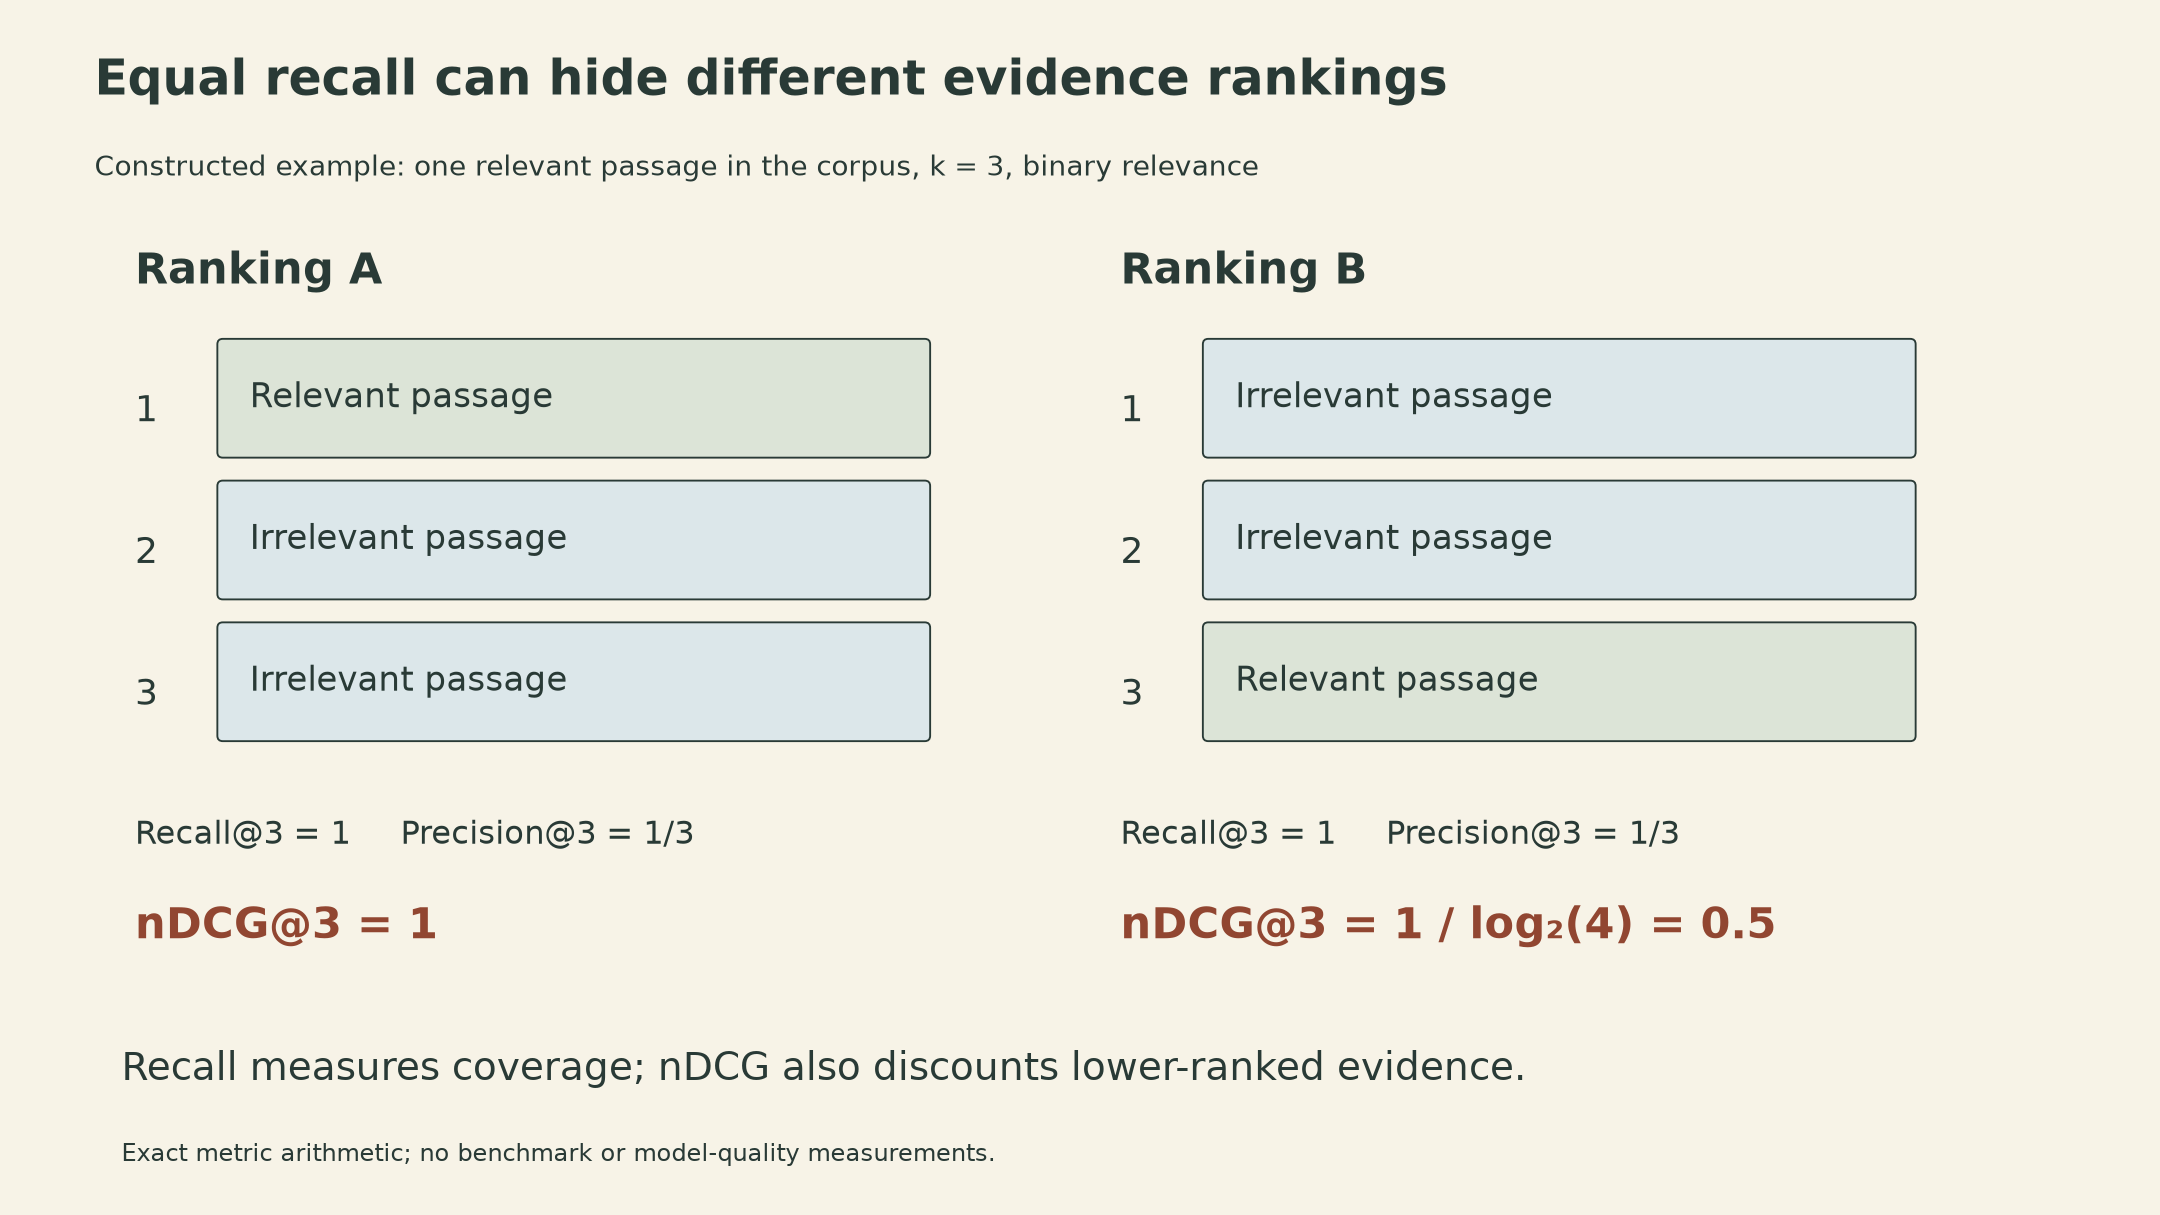 Equal recall can hide different evidence rankings
Constructed example: one relevant passage in the corpus, k = 3, binary relevance
Ranking A
1
Relevant passage
2
Irrelevant passage
3
Irrelevant passage
Recall@3 = 1 Precision@3 = 1/3
nDCG@3 = 1
Ranking B
1
Irrelevant passage
2
Irrelevant passage
3
Relevant passage
Recall@3 = 1 Precision@3 = 1/3
nDCG@3 = 1 / log₂(4) = 0.5
Recall measures coverage; nDCG also discounts lower-ranked evidence.
Exact metric arithmetic; no benchmark or model-quality measurements.